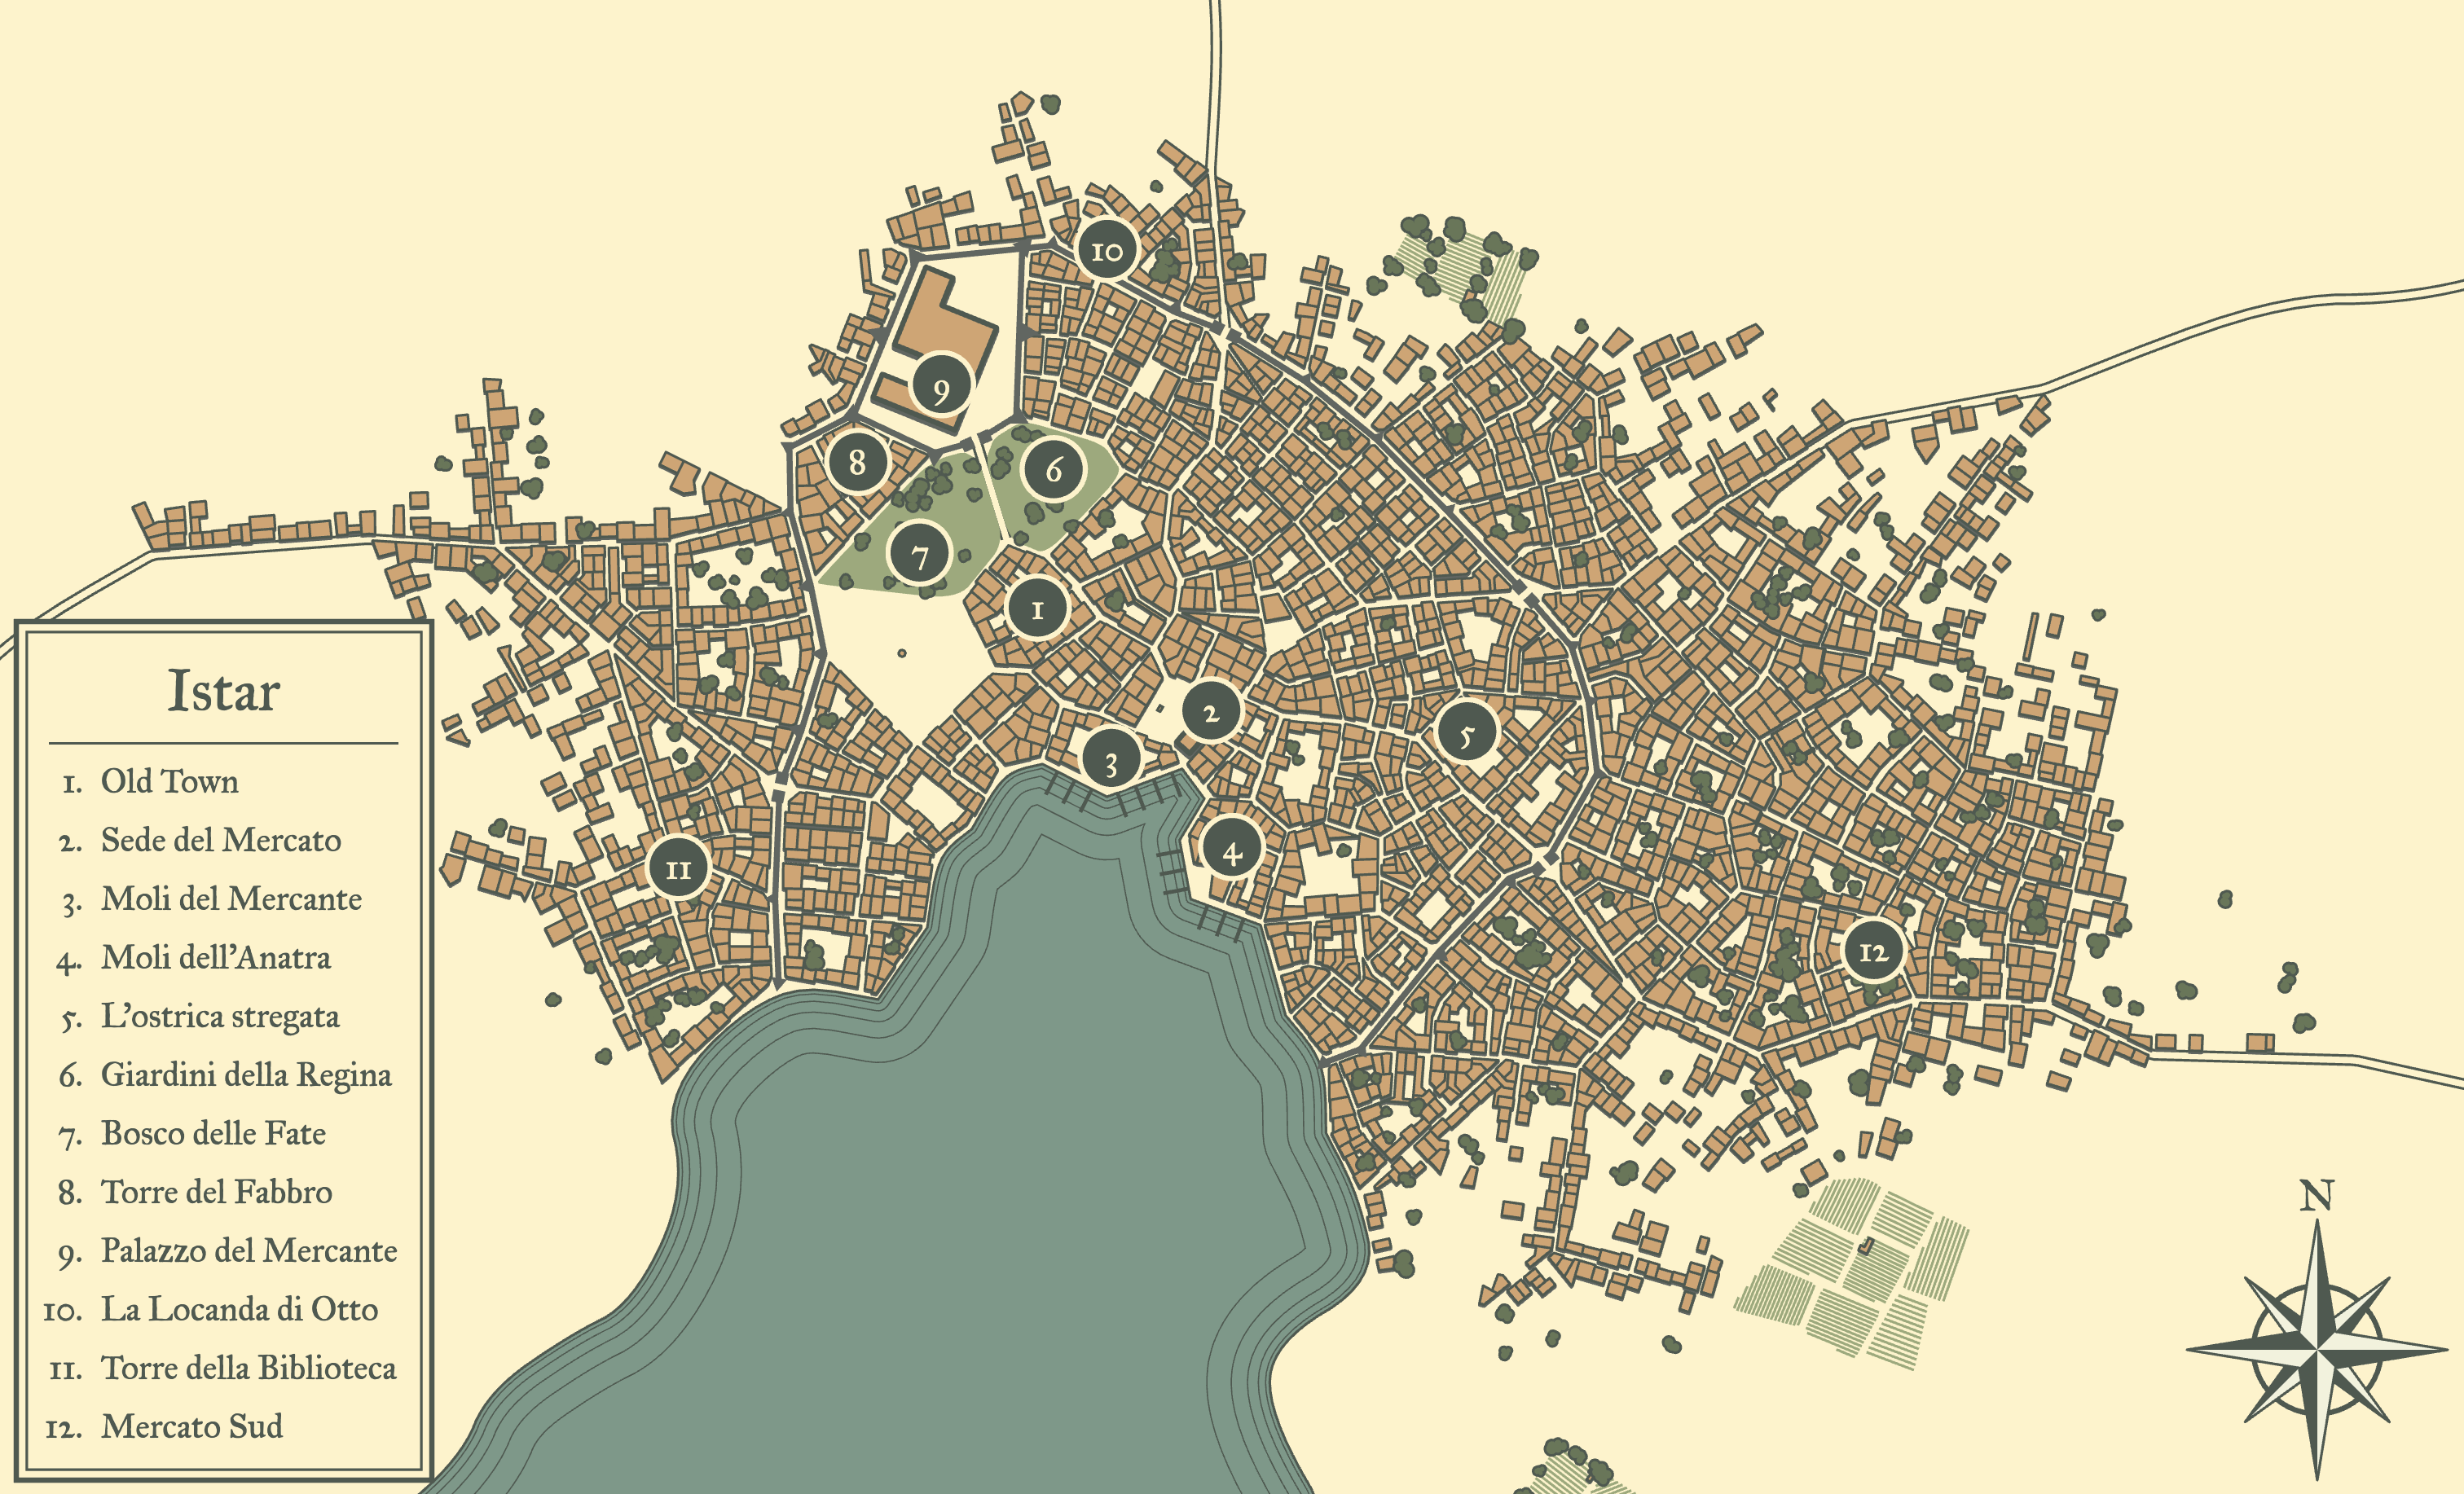 10
9
8
6
7
1
2
3
5
4
11
12
Istar
1. Old Town
2. Sede del Mercato
3. Moli del Mercante
4. Moli dell'Anatra
5. L'ostrica stregata
6. Giardini della Regina
7. Bosco delle Fate
8. Torre del Fabbro
9. Palazzo del Mercante
10. La Locanda di Otto
11. Torre della Biblioteca
12. Mercato Sud
N